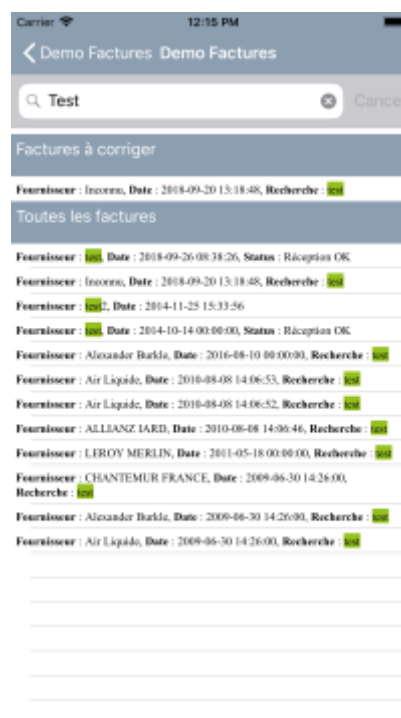 Carrier 12:15 PM
Demo Factures Demo Factures
Test Cance
Factures à corriger
Fournisseur : Inconnu, Date : 2018-09-20 13:18:48, Recherche : test
Toutes les factures
Fournisseur : test, Date : 2018-09-26 08:38:26, Status : Réception OK
Fournisseur : Inconnu, Date : 2018-09-20 13:18:48, Recherche : test
Fournisseur : test2, Date : 2014-11-25 15:33:56
Fournisseur : test, Date : 2014-10-14 00:00:00, Status : Réception OK
Fournisseur : Alexander Burkle, Date : 2016-08-10 00:00:00, Recherche : test
Fournisseur : Air Liquide, Date : 2010-08-08 14:06:53, Recherche : test
Fournisseur : Air Liquide, Date : 2010-08-08 14:06:52, Recherche : test
Fournisseur : ALLIANZ IARD, Date : 2010-08-08 14:06:46, Recherche : test
Fournisseur : LEROY MERLIN, Date : 2011-05-18 00:00:00, Recherche : test
Fournisseur : CHANTEMUR FRANCE, Date : 2009-06-30 14:26:00,
Recherche : test
Fournisseur : Alexander Burkle, Date : 2009-06-30 14:26:00, Recherche : test
Fournisseur : Air Liquide, Date : 2009-06-30 14:26:00, Recherche : test